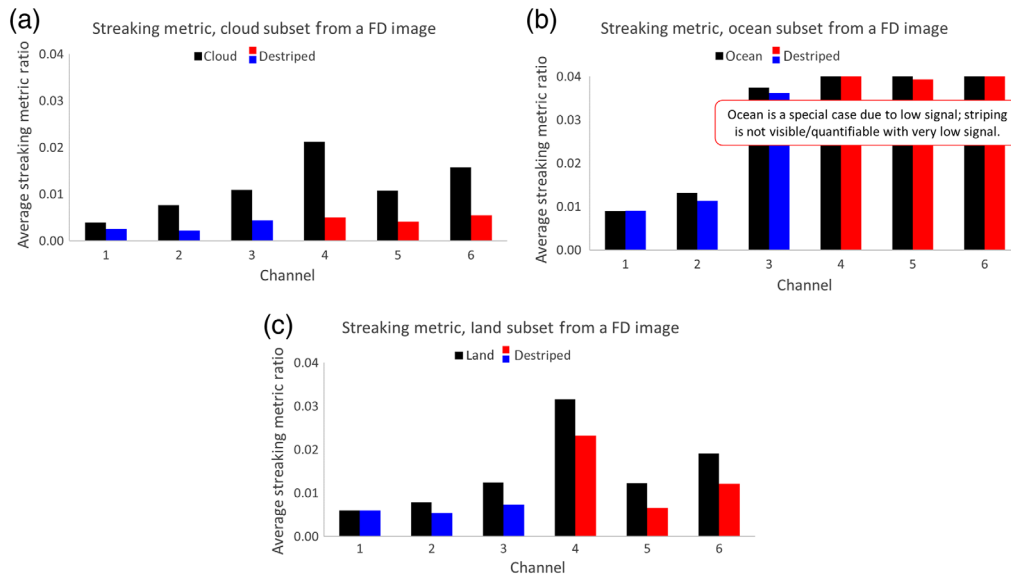 (a)
Streaking metric, cloud subset from a FD image
Cloud Destriped
Average streaking metric ratio
0.04
0.03
0.02
0.01
0.00
1 2 3 4 5 6
Channel
(b)
Streaking metric, ocean subset from a FD image
Ocean Destriped
Average streaking metric ratio
0.04
0.04
0.03
0.02
0.01
0.00
Ocean is a special case due to low signal; striping
is not visible/quantifiable with very low signal.
1 2 3 4 5 6
Channel
(c)
Streaking metric, land subset from a FD image
Land Destriped
Average streaking metric ratio
0.04
0.03
0.02
0.01
0.00
1 2 3 4 5 6
Channel